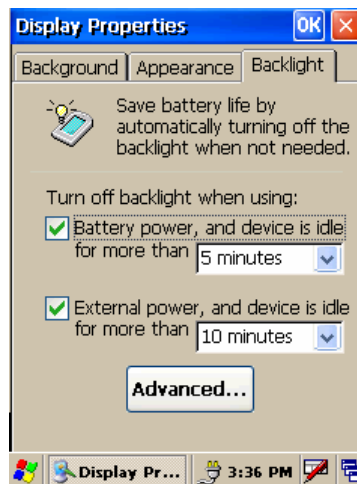 Display Properties OK
Background Appearance Backlight
Save battery life by
automatically turning off the
backlight when not needed.
Turn off backlight when using:
Battery power, and device is idle
for more than 5 minutes
External power, and device is idle
for more than 10 minutes
Advanced...
Display Pr... 3:36 PM